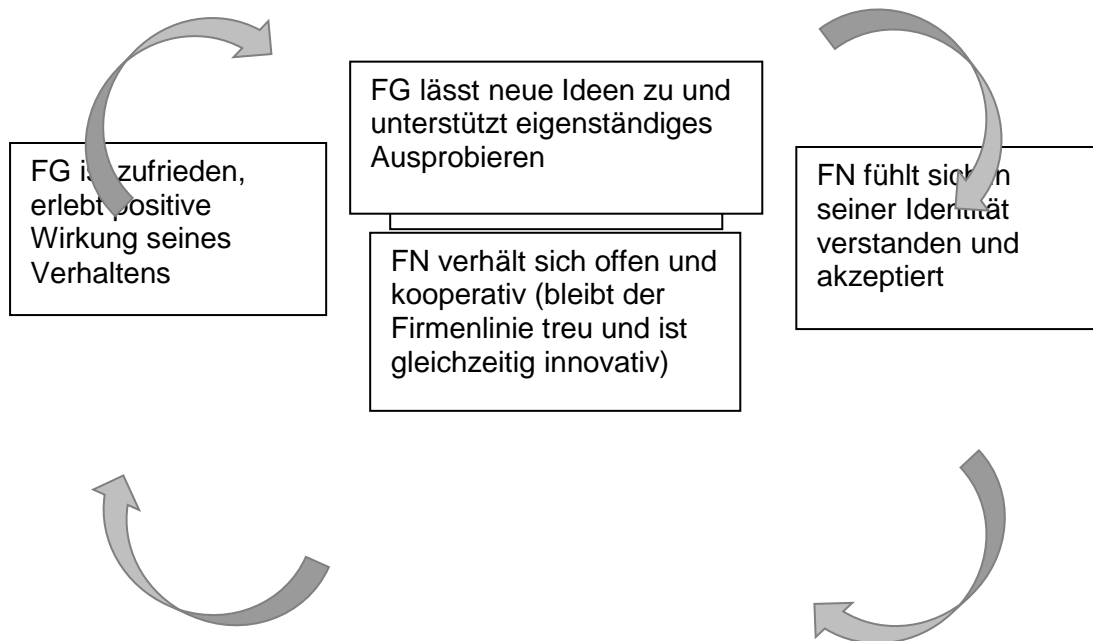 FG lässt neue Ideen zu und
unterstützt eigenständiges
Ausprobieren
FG ist zufrieden,
erlebt positive
Wirkung seines
Verhaltens
FN fühlt sich in
seiner Identität
verstanden und
akzeptiert
FN verhält sich offen und
kooperativ (bleibt der
Firmenlinie treu und ist
gleichzeitig innovativ)